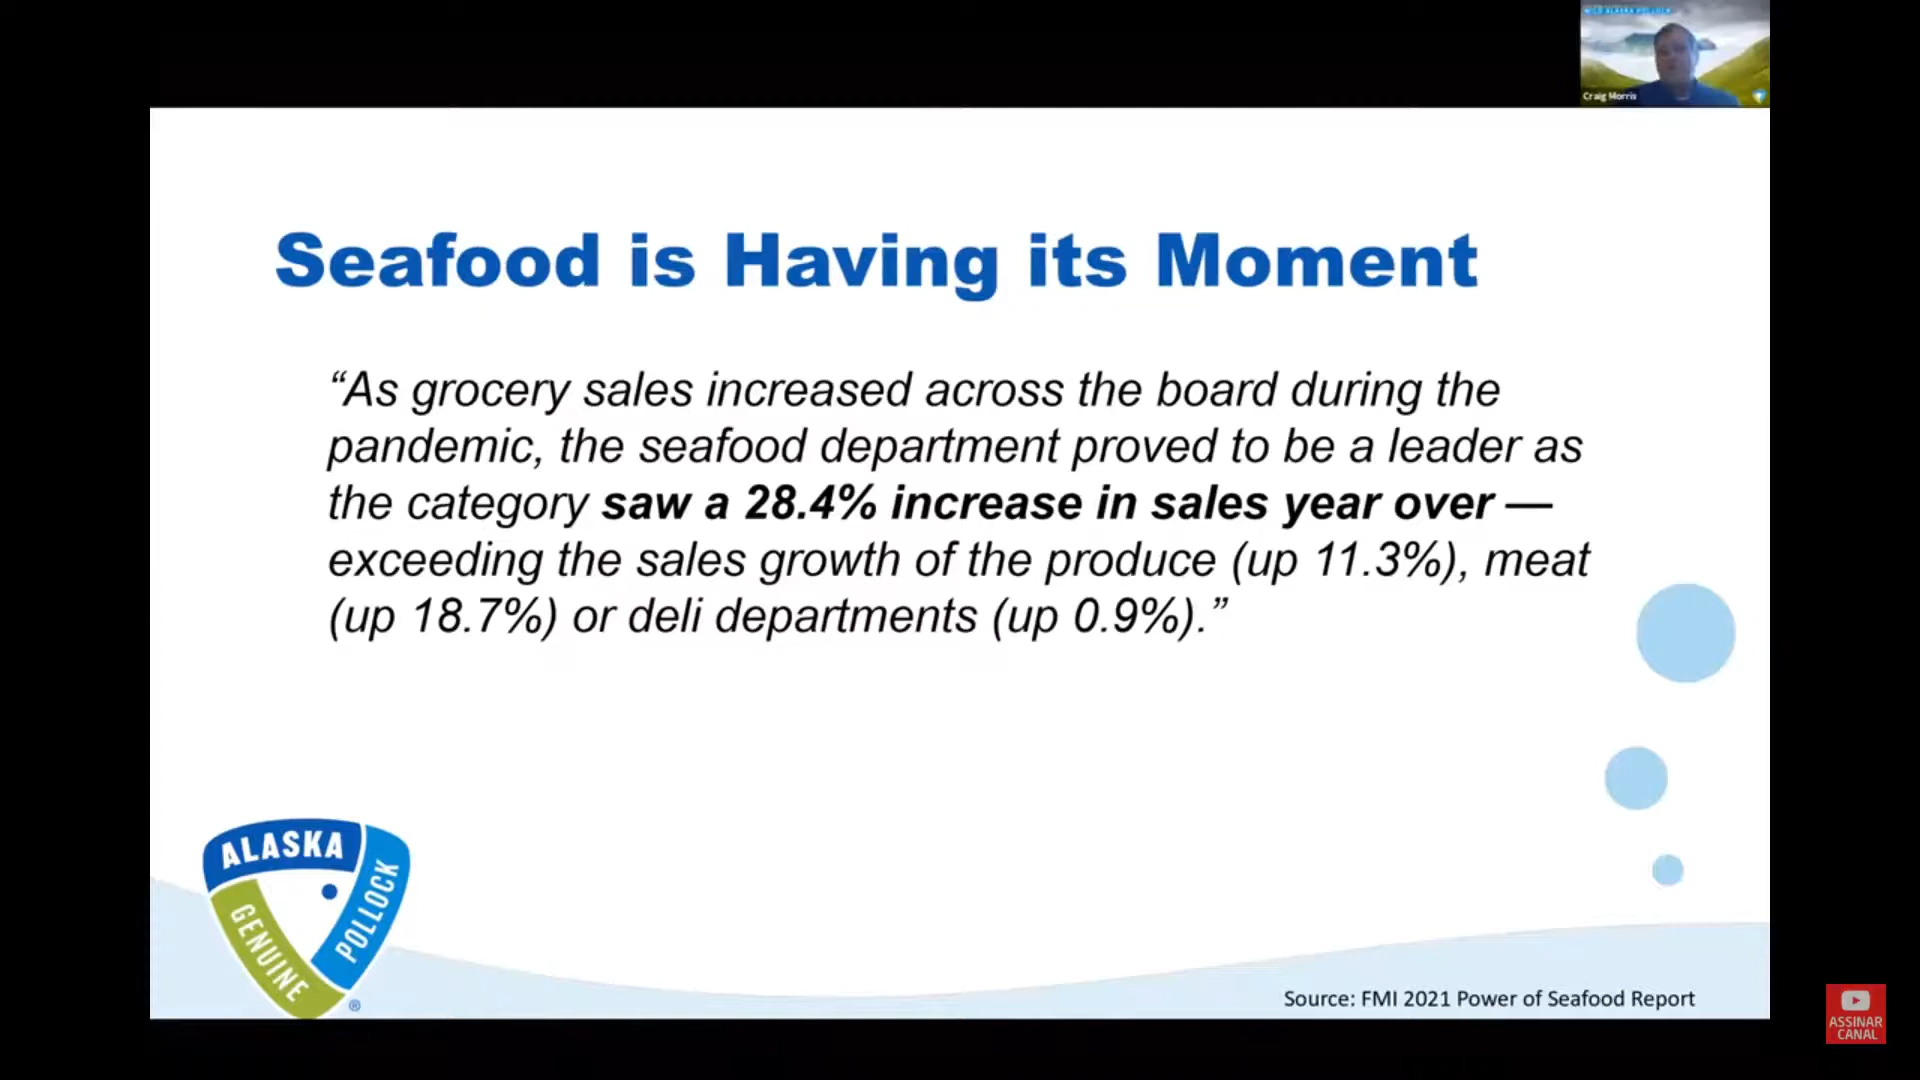 WILD ALASKA POLLOCK
Craig Morris
Seafood is Having its Moment
“As grocery sales increased across the board during the
pandemic, the seafood department proved to be a leader as
the category saw a 28.4% increase in sales year over —
exceeding the sales growth of the produce (up 11.3%), meat
(up 18.7%) or deli departments (up 0.9%).”
ALASKA
POLLOCK
GENUINE
®
Source: FMI 2021 Power of Seafood Report
ASSINAR
CANAL